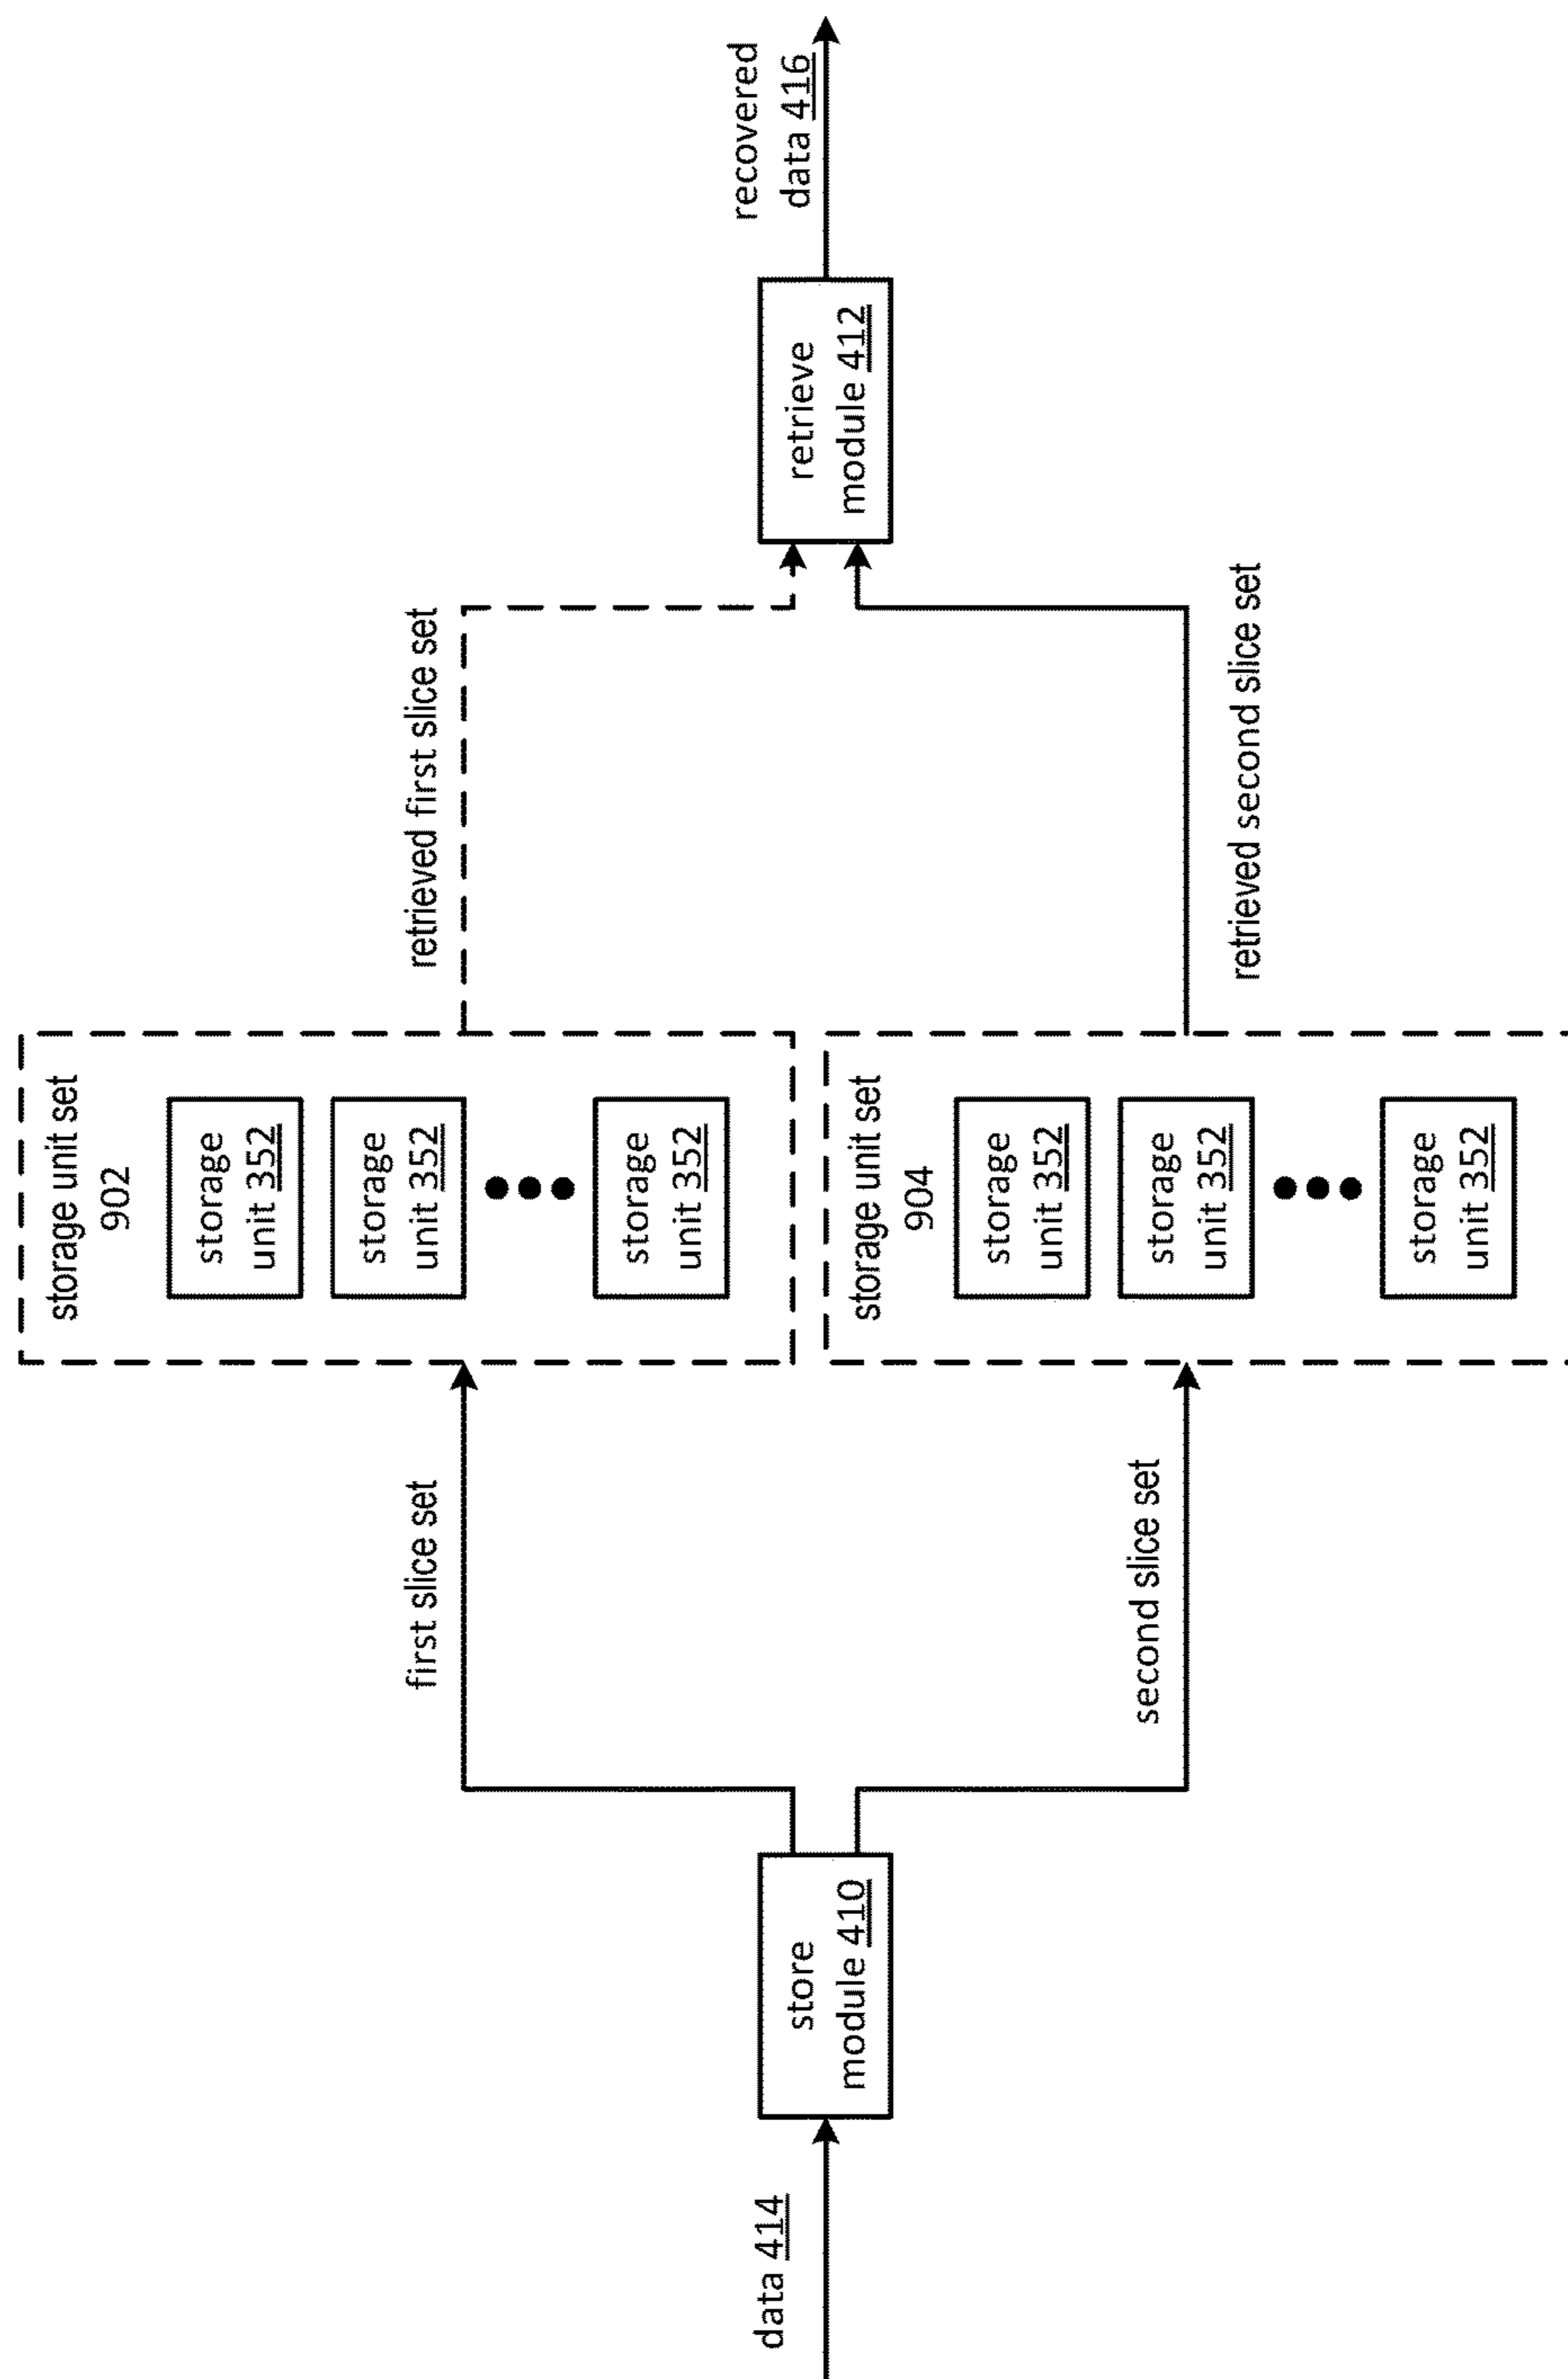 data 414
store
module 410
first slice set
second slice set
storage unit set
902
storage
unit 352
storage
unit 352
storage
unit 352
storage unit set
904
storage
unit 352
storage
unit 352
storage
unit 352
retrieved first slice set
retrieved second slice set
retrieve
module 412
recovered
data 416